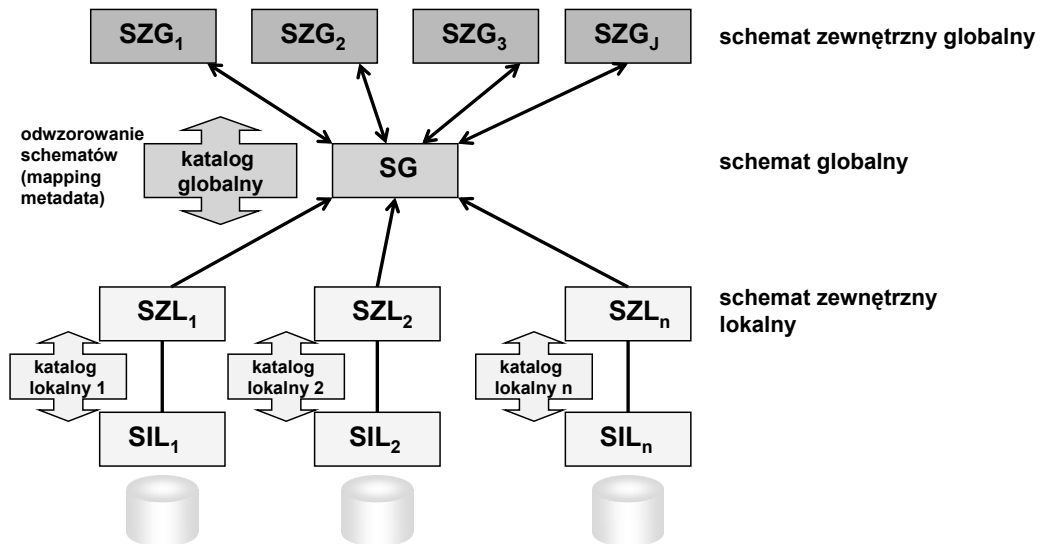 SZG₁ SZG₂ SZG₃ SZG_J schemat zewnętrzny globalny
odwzorowanie
schematów
(mapping
metadata)
katalog
globalny
SG schemat globalny
SZL₁ SZL₂ SZLₙ schemat zewnętrzny
lokalny
katalog
lokalny 1
katalog
lokalny 2
katalog
lokalny n
SIL₁ SIL₂ SILₙ